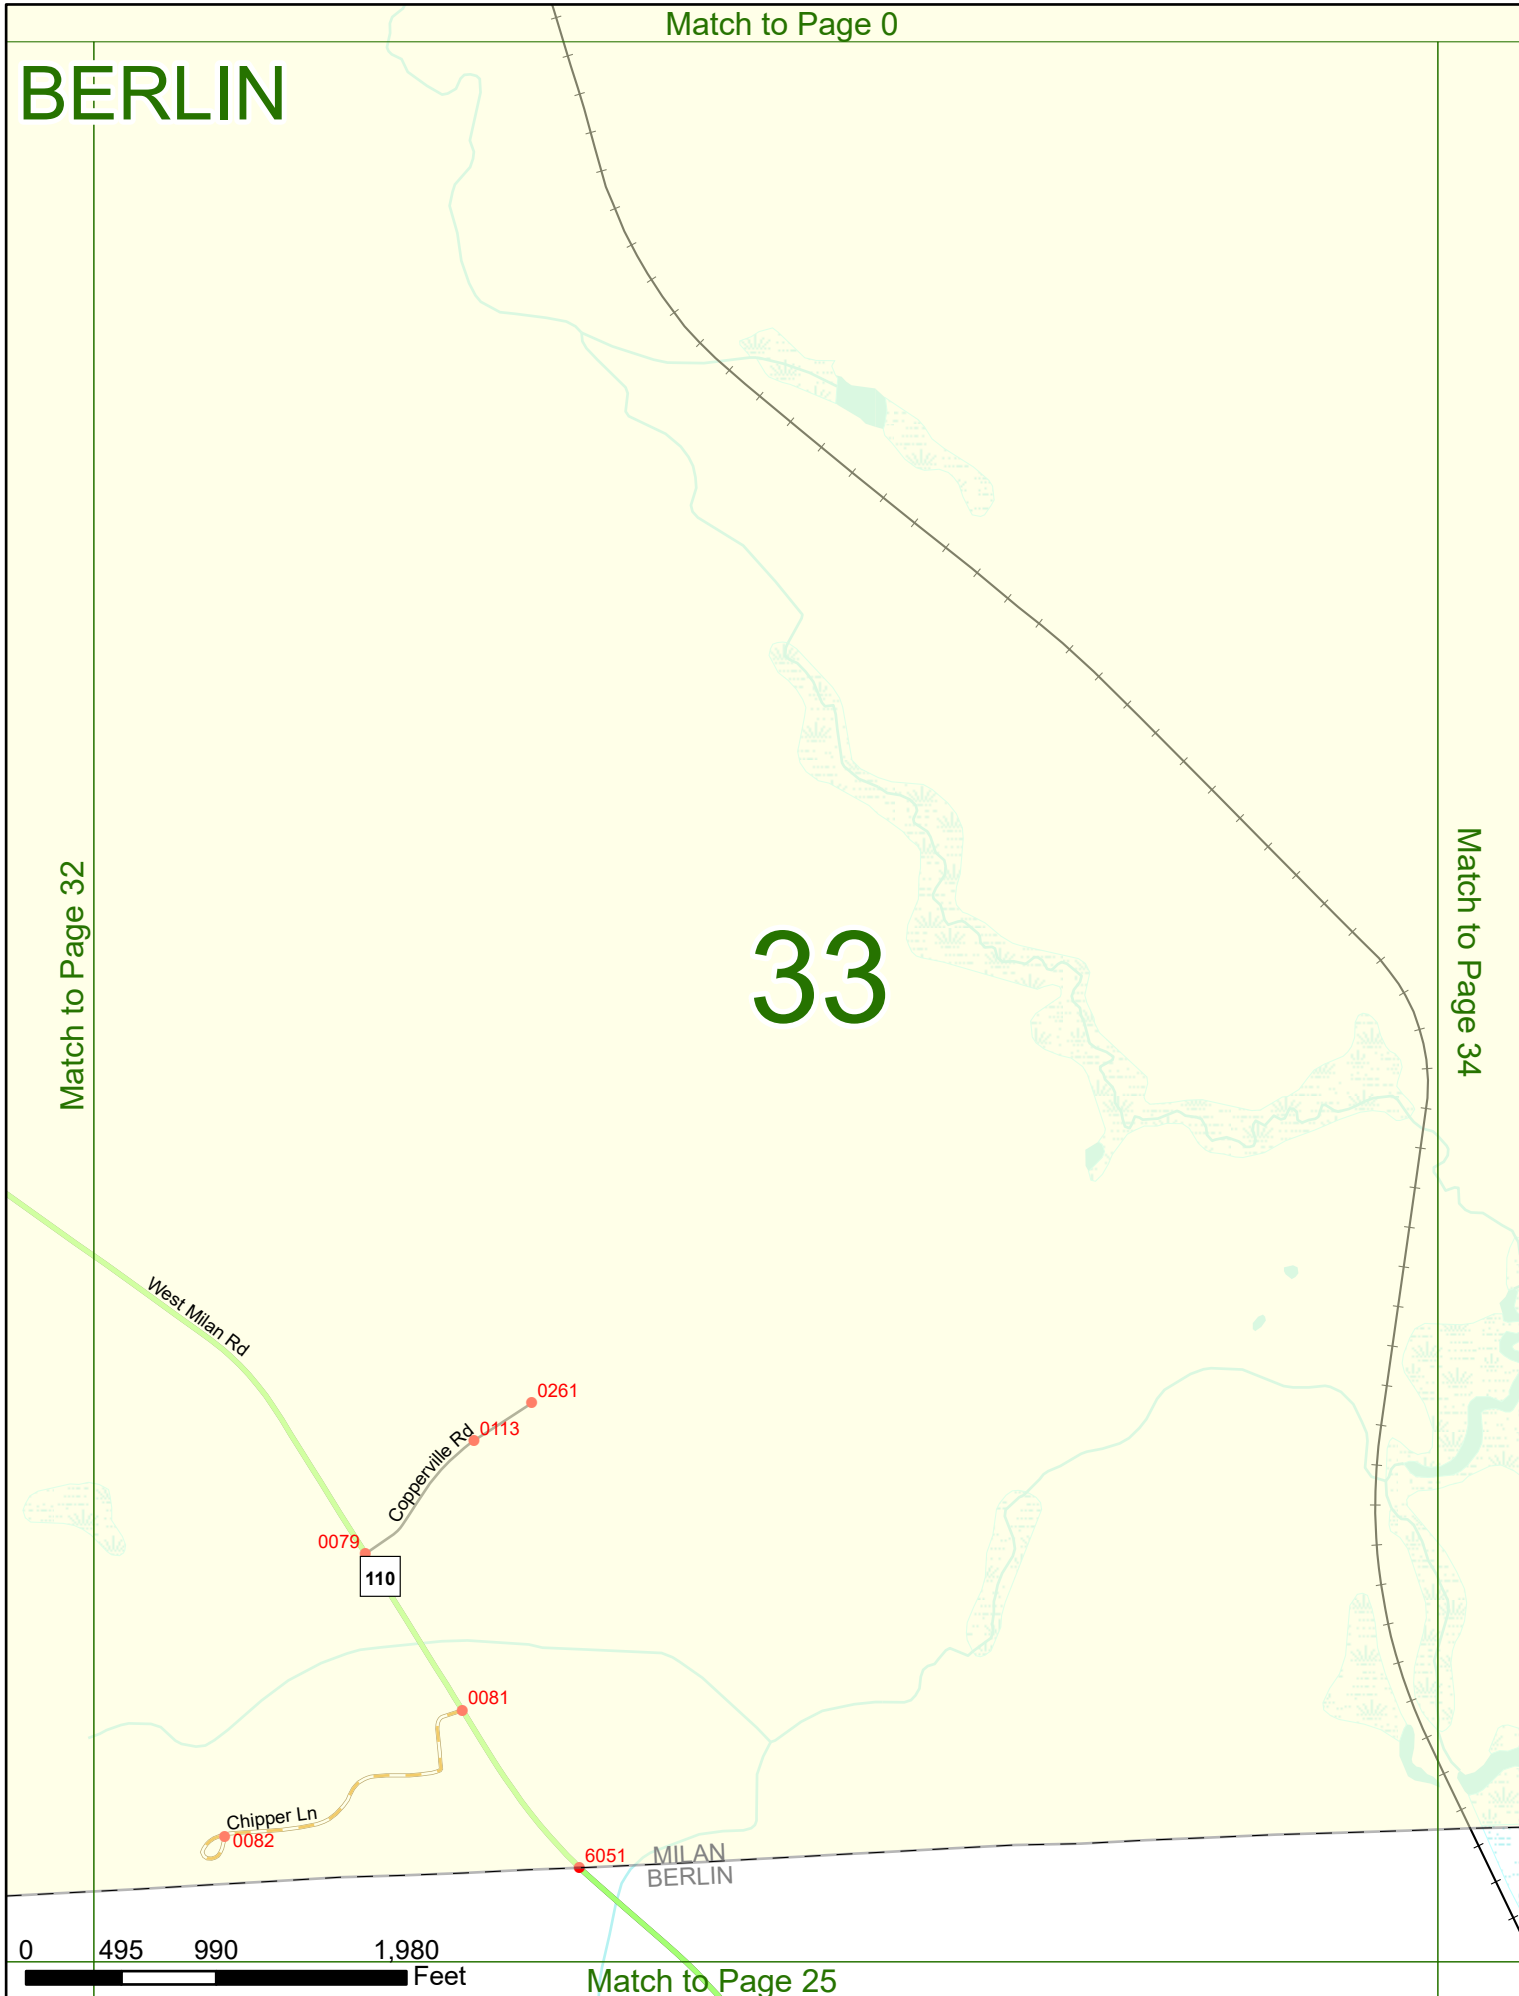 Match to Page 0
BERLIN
Match to Page 32
33
Match to Page 34
West Milan Rd
0261
0113
Copperville Rd
0079
110
0081
Chipper Ln
0082
6051
MILAN
BERLIN
0 495 990 1,980
Feet
Match to Page 25